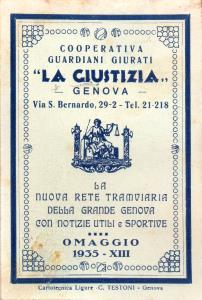 COOPERATIVA
GUARDIANI GIURATI
"LA GIUSTIZIA"
GENOVA
Via S. Bernardo, 29-2 - Tel. 21-218
LA
NUOVA RETE TRAMVIARIA
DELLA GRANDE GENOVA
CON NOTIZIE UTILI e SPORTIVE
OMAGGIO
1935 - XIII
Cartotecnica Ligure - C. TESTONI - Genova